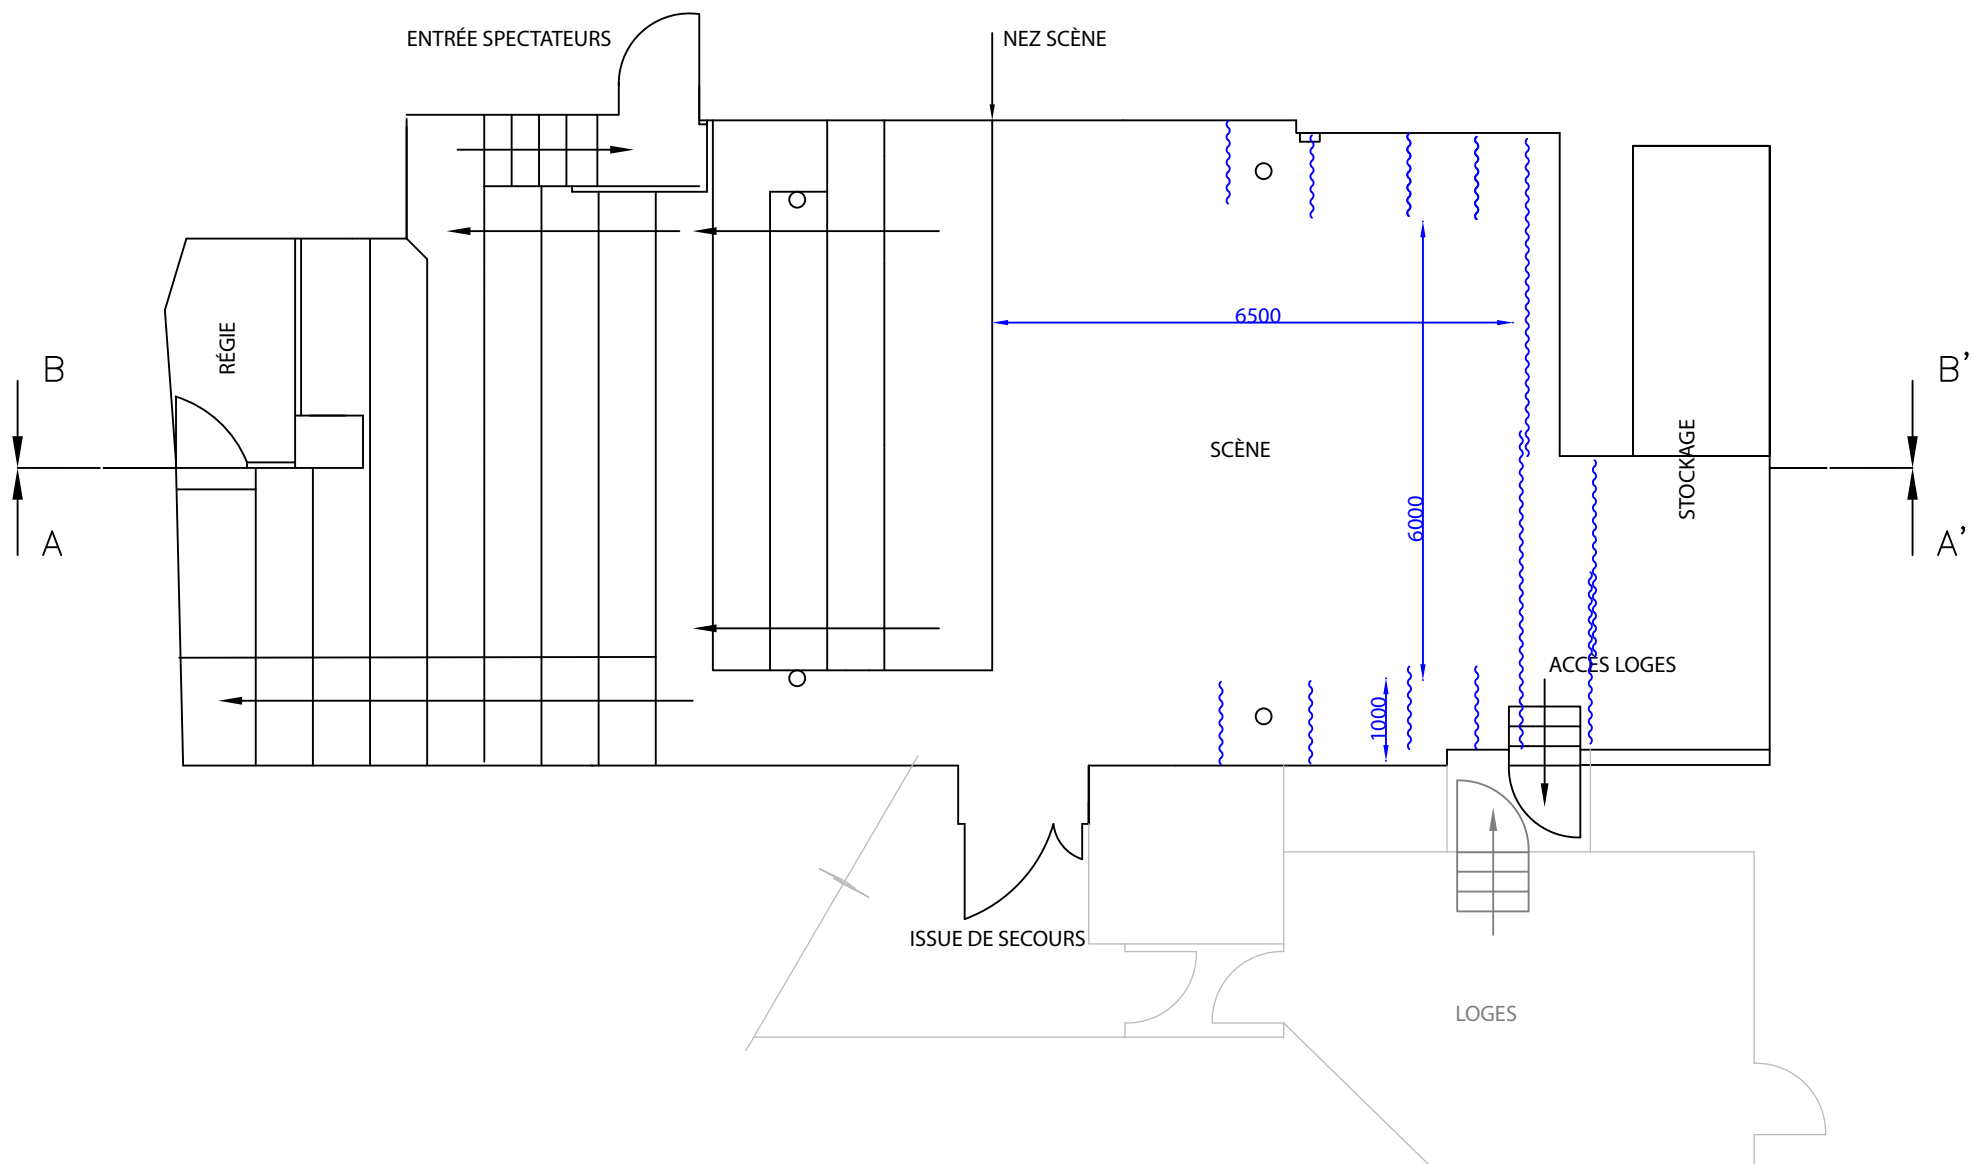 ENTRÉE SPECTATEURS
NEZ SCÈNE
6500
RÉGIE
B
B’
SCÈNE
STOCKAGE
6000
A
A’
ACCÈS LOGES
1000
ISSUE DE SECOURS
LOGES